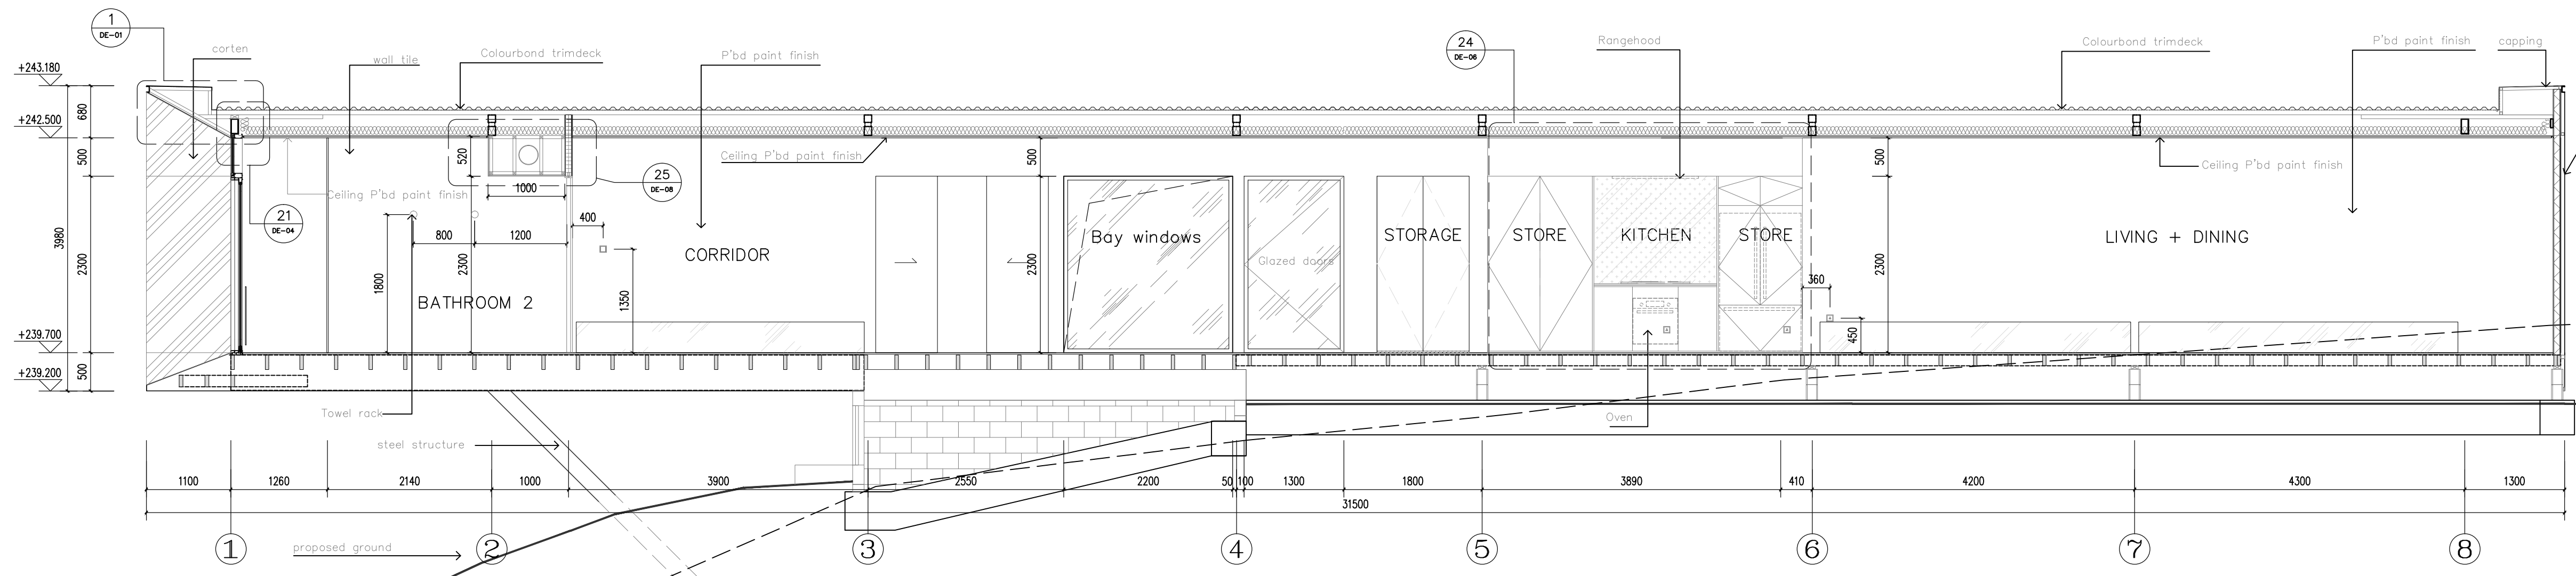 1
DE-01
24
DE-06
corten
wall tile
Colourbond trimdeck
P'bd paint finish
Rangehood
Colourbond trimdeck
P'bd paint finish
capping
+243.180
680
+242.500
500
520
500
500
Ceiling P'bd paint finish
Ceiling P'bd paint finish
1000
25
DE-08
Ceiling P'bd paint finish
21
DE-04
400
800
1200
3980
2300
1800
2300
1350
2300
2300
360
450
CORRIDOR
Bay windows
Glazed doors
STORAGE
STORE
KITCHEN
STORE
LIVING + DINING
BATHROOM 2
+239.700
+239.200
500
Towel rack
Oven
steel structure
1100
1260
2140
1000
3900
2550
2200
50
100
1300
1800
3890
410
4200
4300
1300
31500
proposed ground
1
2
3
4
5
6
7
8